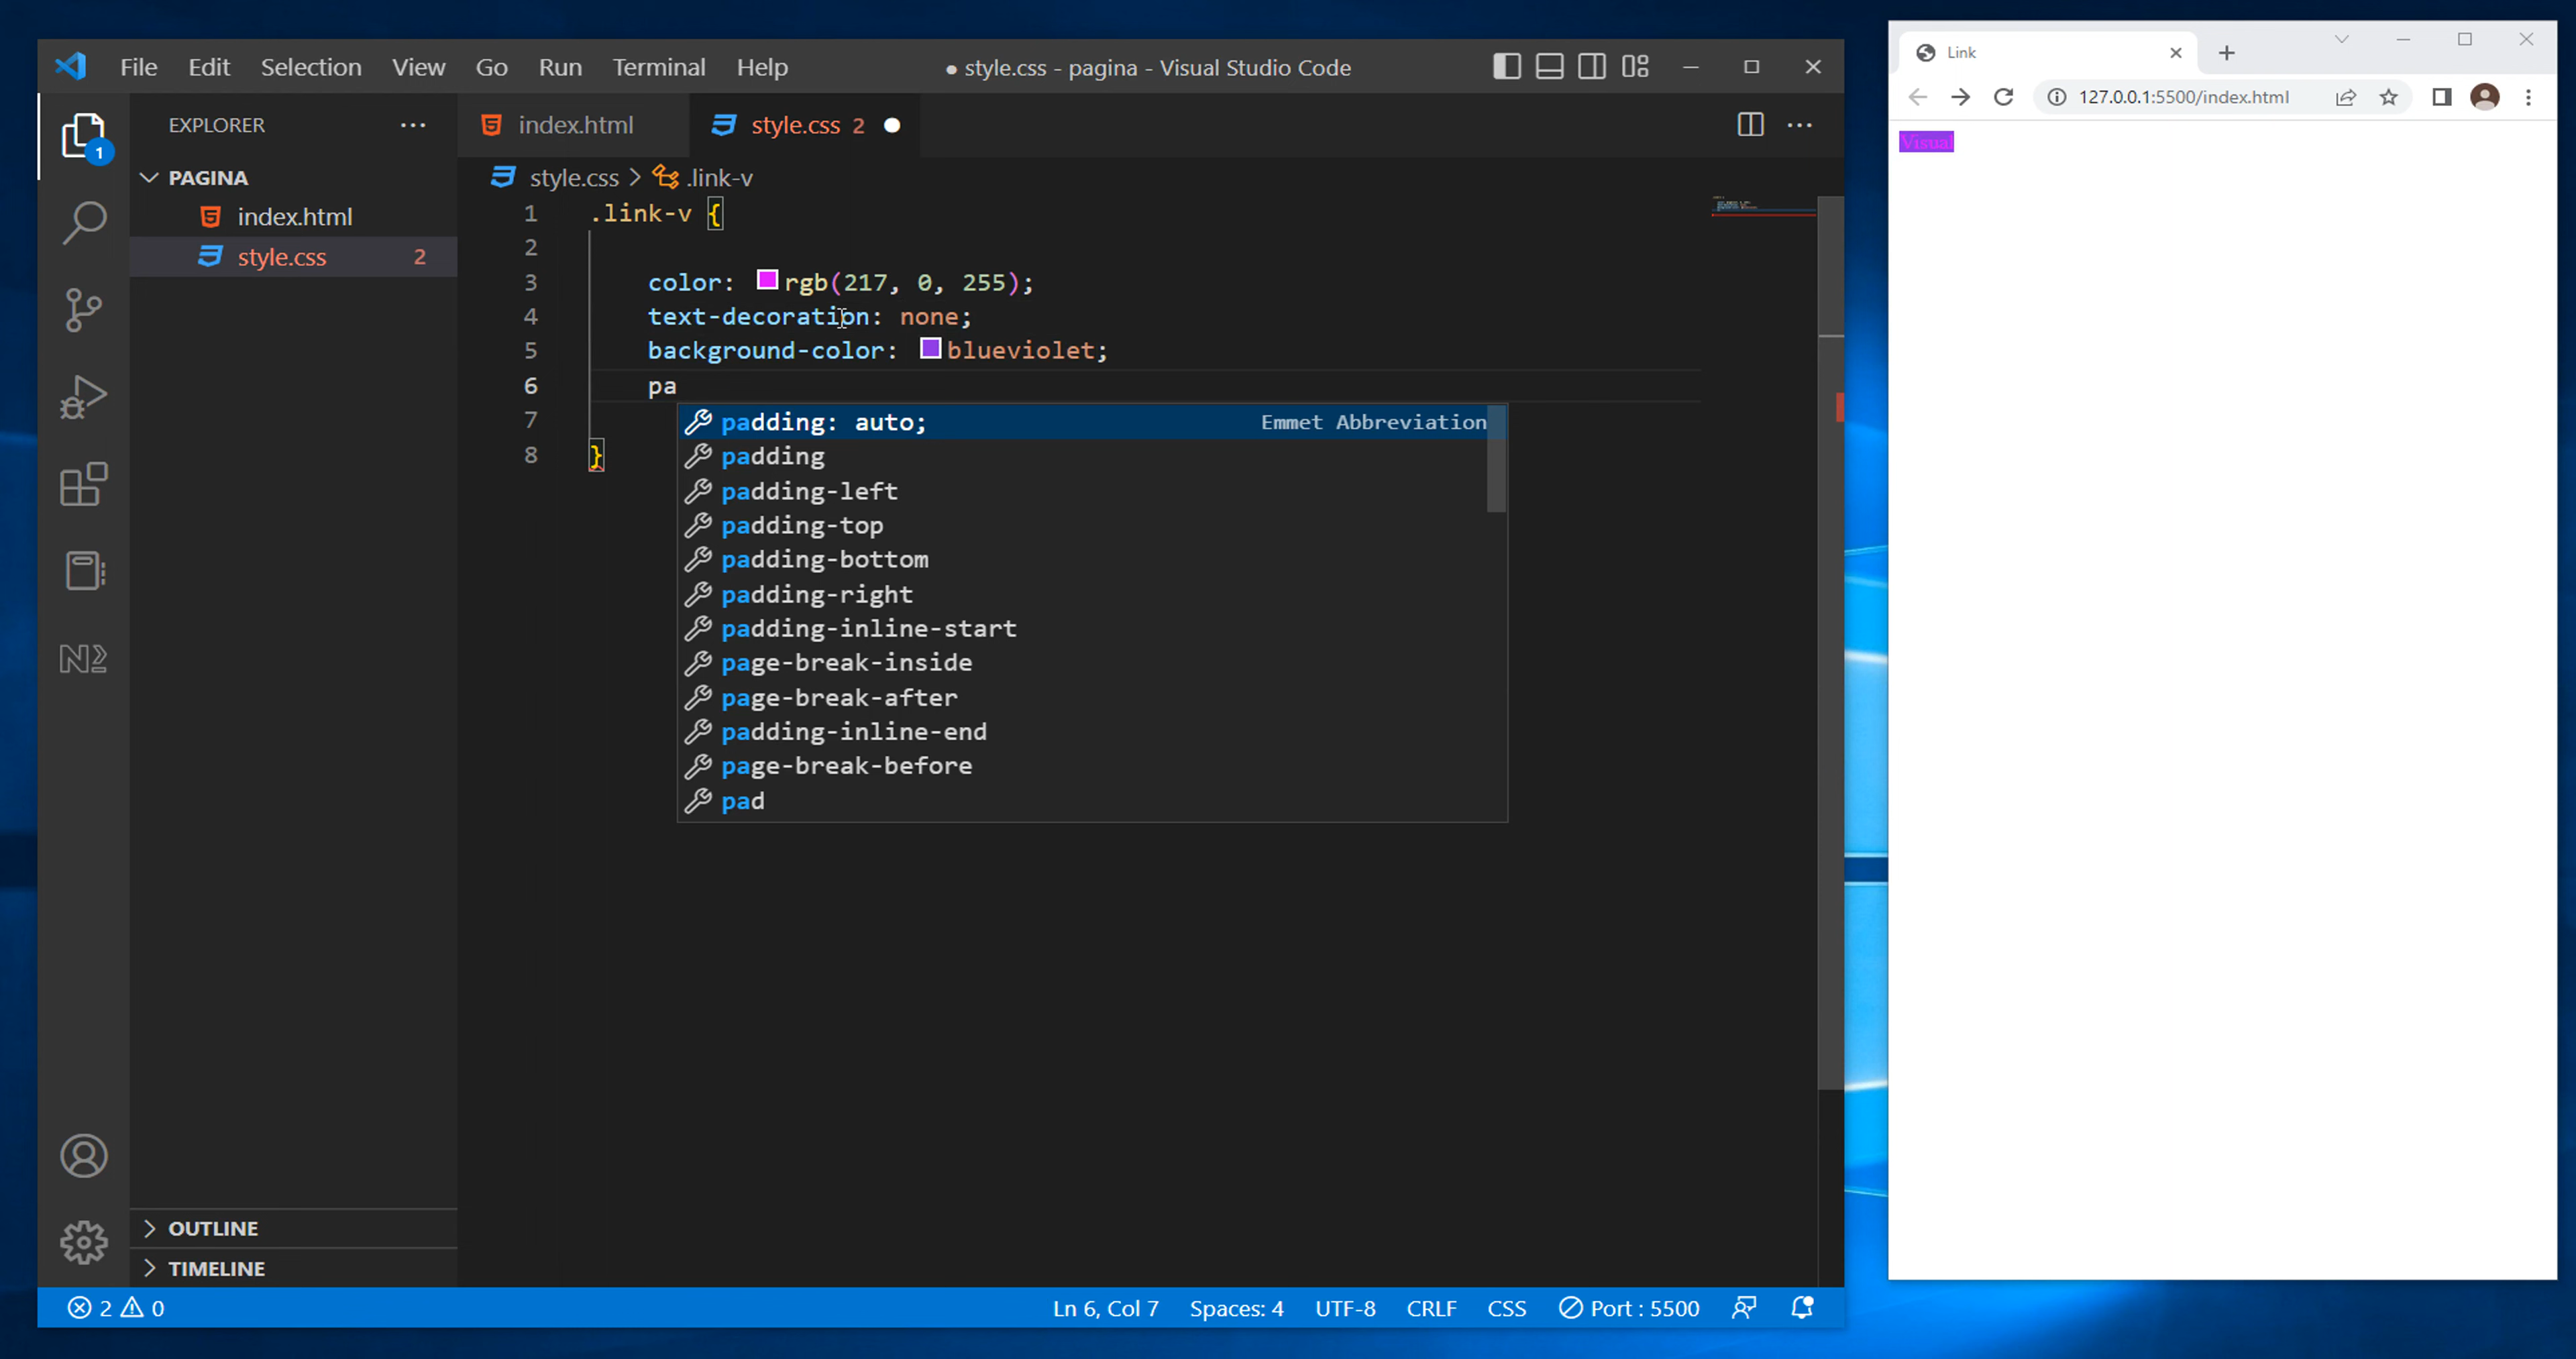 File Edit Selection View Go Run Terminal Help
● style.css - pagina - Visual Studio Code
EXPLORER
1
PAGINA
index.html
style.css 2
OUTLINE
TIMELINE
index.html
style.css 2
style.css > .link-v
1 .link-v {
2
3 color: rgb(217, 0, 255);
4 text-decoration: none;
5 background-color: blueviolet;
6 pa
7
8 }
padding: auto; Emmet Abbreviation
padding
padding-left
padding-top
padding-bottom
padding-right
padding-inline-start
page-break-inside
page-break-after
padding-inline-end
page-break-before
pad
2 0
Ln 6, Col 7 Spaces: 4 UTF-8 CRLF CSS Port : 5500
Link
127.0.0.1:5500/index.html
Visual